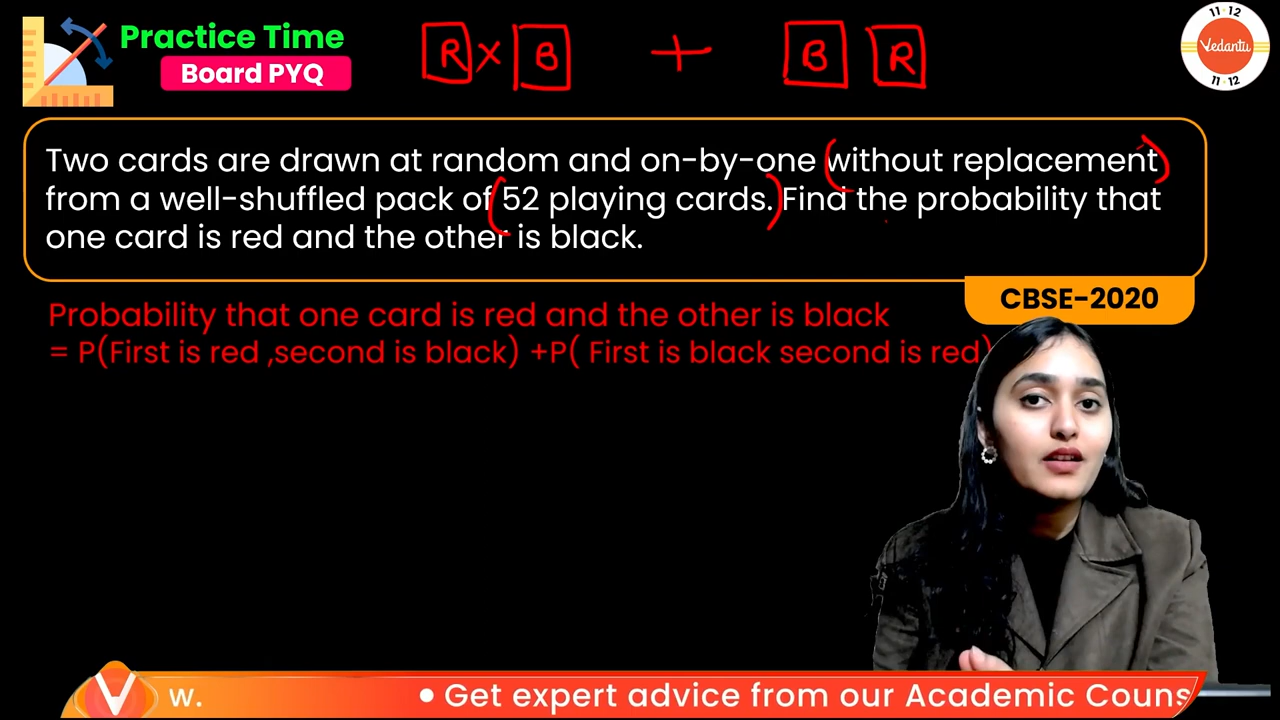 Practice Time
Board PYQ
R × B + B R
11·12
Vedantu
11·12
Two cards are drawn at random and on-by-one without replacement
from a well-shuffled pack of 52 playing cards. Find the probability that
one card is red and the other is black.
CBSE-2020
Probability that one card is red and the other is black
= P(First is red ,second is black) +P( First is black second is red)
V w. • Get expert advice from our Academic Couns